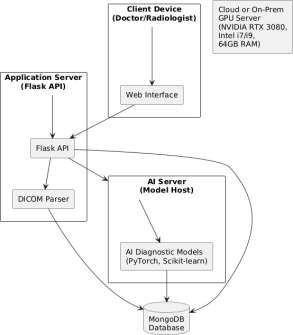 Client Device
(Doctor/Radiologist)
Cloud or On-Prem
GPU Server
(NVIDIA RTX 3080,
Intel i7/i9,
64GB RAM)
Web Interface
Application Server
(Flask API)
Flask API
DICOM Parser
AI Server
(Model Host)
AI Diagnostic Models
(PyTorch, Scikit-learn)
MongoDB
Database